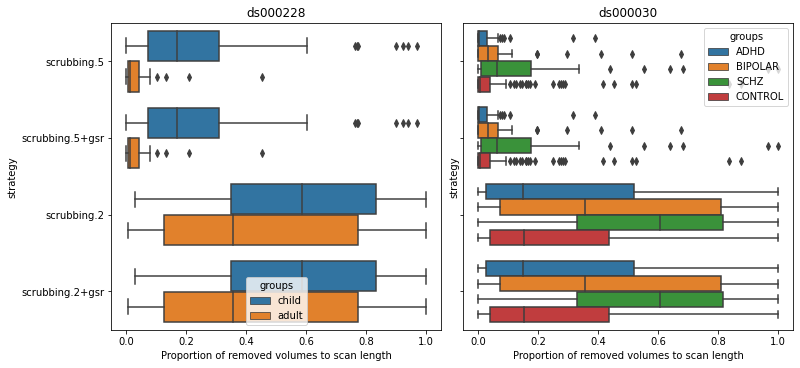 ds000228
strategy
scrubbing.5
scrubbing.5+gsr
scrubbing.2
scrubbing.2+gsr
groups
child
adult
0.0 0.2 0.4 0.6 0.8 1.0
Proportion of removed volumes to scan length
ds000030
strategy
groups
ADHD
BIPOLAR
SCHZ
CONTROL
0.0 0.2 0.4 0.6 0.8 1.0
Proportion of removed volumes to scan length